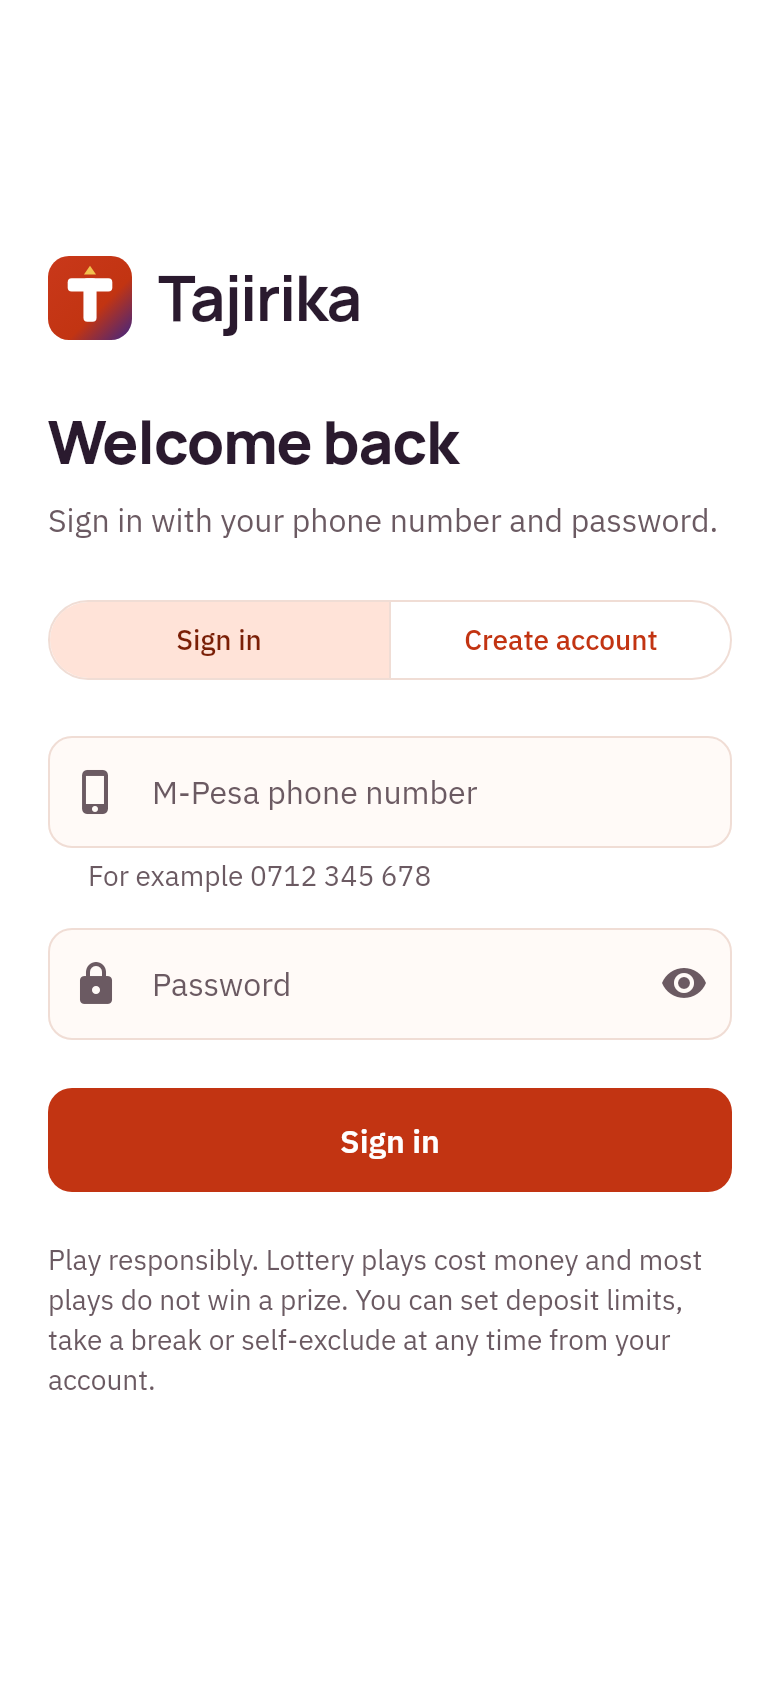 Tajirika
Welcome back
Sign in with your phone number and password.
Sign in
Create account
M-Pesa phone number
For example 0712 345 678
Password
Sign in
Play responsibly. Lottery plays cost money and most
plays do not win a prize. You can set deposit limits,
take a break or self-exclude at any time from your
account.